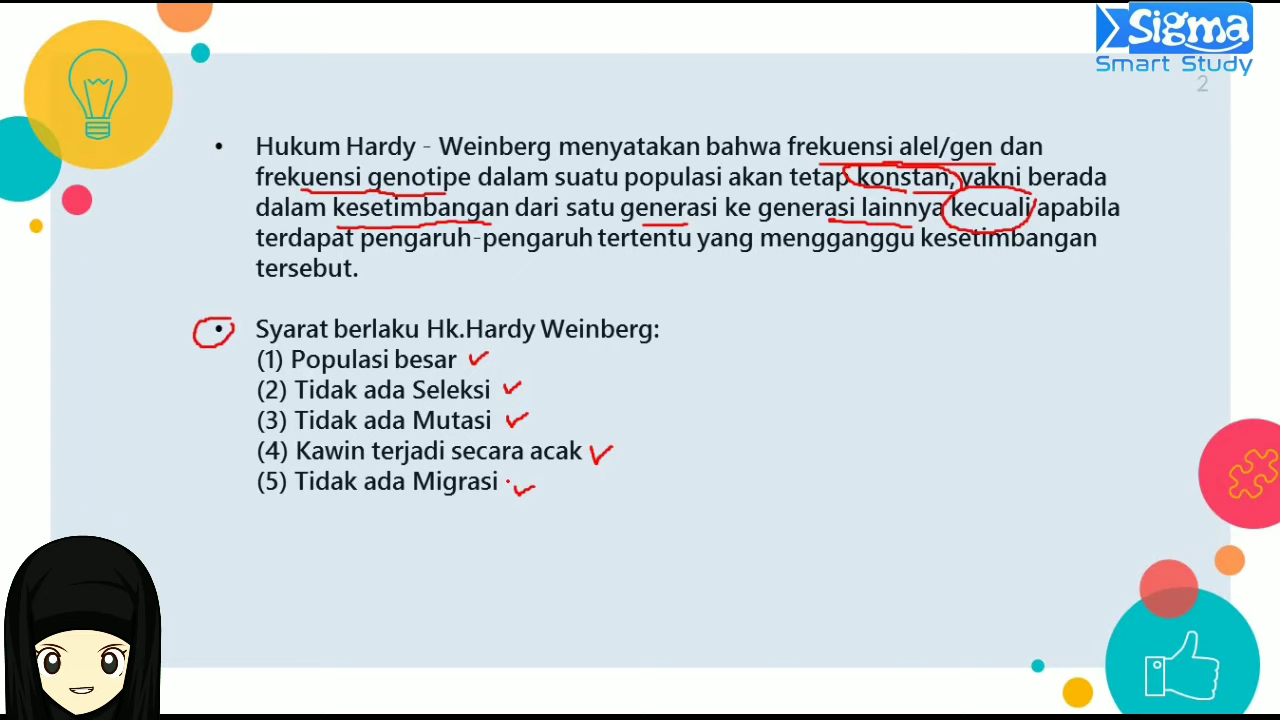 Sigma
Smart Study
2
• Hukum Hardy - Weinberg menyatakan bahwa frekuensi alel/gen dan
frekuensi genotipe dalam suatu populasi akan tetap konstan, yakni berada
dalam kesetimbangan dari satu generasi ke generasi lainnya kecuali apabila
terdapat pengaruh-pengaruh tertentu yang mengganggu kesetimbangan
tersebut.
• Syarat berlaku Hk.Hardy Weinberg:
(1) Populasi besar
(2) Tidak ada Seleksi
(3) Tidak ada Mutasi
(4) Kawin terjadi secara acak
(5) Tidak ada Migrasi